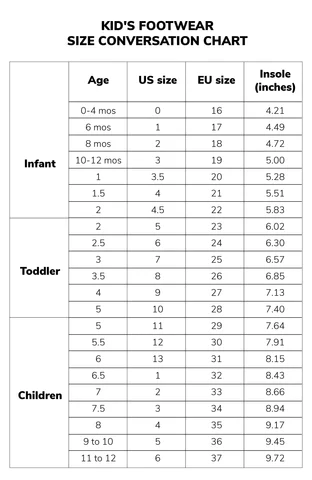 KID'S FOOTWEAR
SIZE CONVERSATION CHART
Age US size EU size Insole (inches)
Infant
0-4 mos 0 16 4.21
6 mos 1 17 4.49
8 mos 2 18 4.72
10-12 mos 3 19 5.00
1 3.5 20 5.28
1.5 4 21 5.51
2 4.5 22 5.83
Toddler
2 5 23 6.02
2.5 6 24 6.30
3 7 25 6.57
3.5 8 26 6.85
4 9 27 7.13
5 10 28 7.40
Children
5 11 29 7.64
5.5 12 30 7.91
6 13 31 8.15
6.5 1 32 8.43
7 2 33 8.66
7.5 3 34 8.94
8 4 35 9.17
9 to 10 5 36 9.45
11 to 12 6 37 9.72